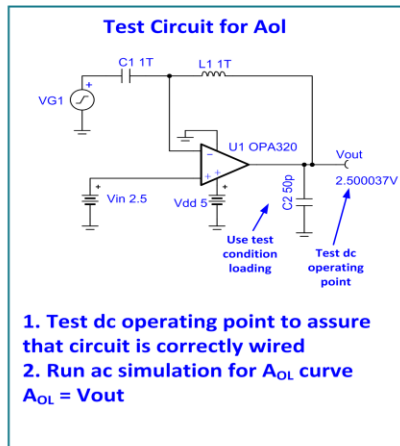 Test Circuit for Aol
C1 1T
L1 1T
+
VG1
U1 OPA320
-
+ +
Vout
2.500037V
+
Vin 2.5
+
Vdd 5
C2 50p
Use test
condition
loading
Test dc
operating
point
1. Test dc operating point to assure
that circuit is correctly wired
2. Run ac simulation for AOL curve
AOL = Vout